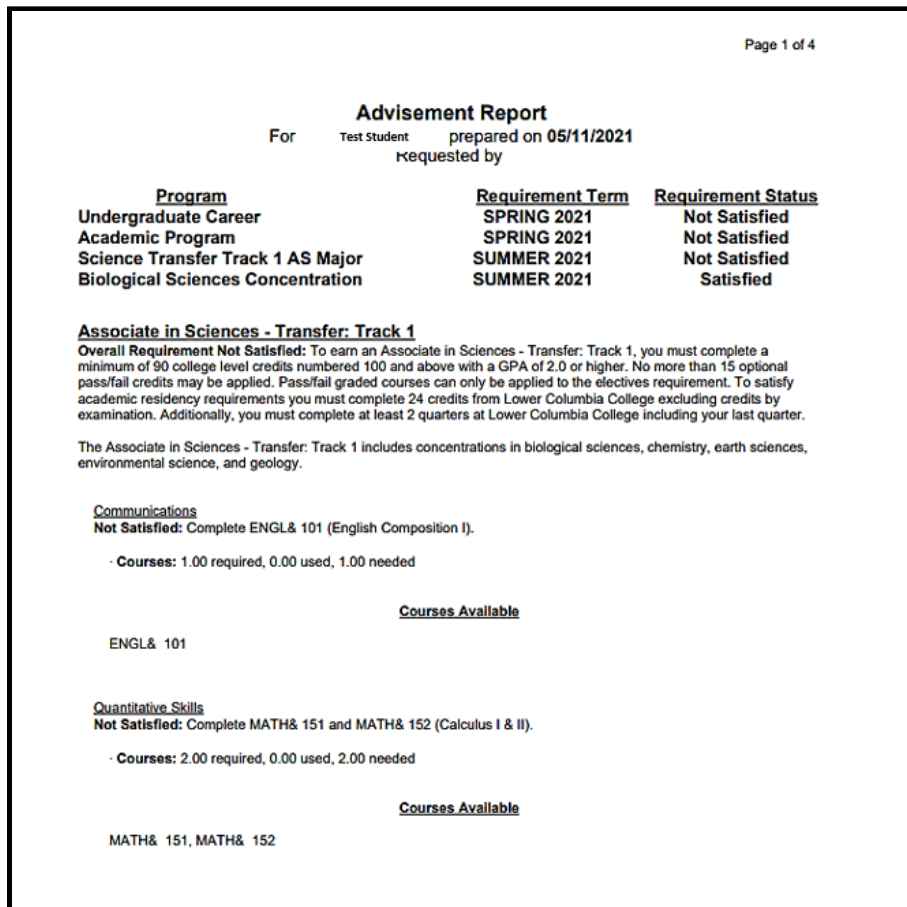 Page 1 of 4
Advisement Report
For Test Student prepared on 05/11/2021
Requested by
Program Requirement Term Requirement Status
Undergraduate Career SPRING 2021 Not Satisfied
Academic Program SPRING 2021 Not Satisfied
Science Transfer Track 1 AS Major SUMMER 2021 Not Satisfied
Biological Sciences Concentration SUMMER 2021 Satisfied
Associate in Sciences - Transfer: Track 1
Overall Requirement Not Satisfied: To earn an Associate in Sciences - Transfer: Track 1, you must complete a
minimum of 90 college level credits numbered 100 and above with a GPA of 2.0 or higher. No more than 15 optional
pass/fail credits may be applied. Pass/fail graded courses can only be applied to the electives requirement. To satisfy
academic residency requirements you must complete 24 credits from Lower Columbia College excluding credits by
examination. Additionally, you must complete at least 2 quarters at Lower Columbia College including your last quarter.
The Associate in Sciences - Transfer: Track 1 includes concentrations in biological sciences, chemistry, earth sciences,
environmental science, and geology.
Communications
Not Satisfied: Complete ENGL& 101 (English Composition I).
· Courses: 1.00 required, 0.00 used, 1.00 needed
Courses Available
ENGL& 101
Quantitative Skills
Not Satisfied: Complete MATH& 151 and MATH& 152 (Calculus I & II).
· Courses: 2.00 required, 0.00 used, 2.00 needed
Courses Available
MATH& 151, MATH& 152